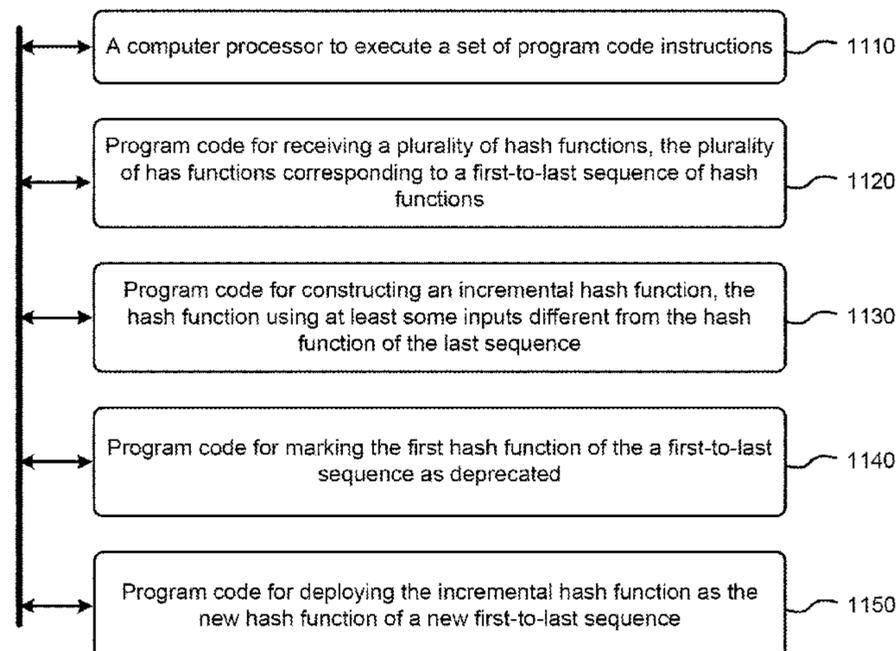 A computer processor to execute a set of program code instructions
1110
Program code for receiving a plurality of hash functions, the plurality
of has functions corresponding to a first-to-last sequence of hash
functions
1120
Program code for constructing an incremental hash function, the
hash function using at least some inputs different from the hash
function of the last sequence
1130
Program code for marking the first hash function of the a first-to-last
sequence as deprecated
1140
Program code for deploying the incremental hash function as the
new hash function of a new first-to-last sequence
1150